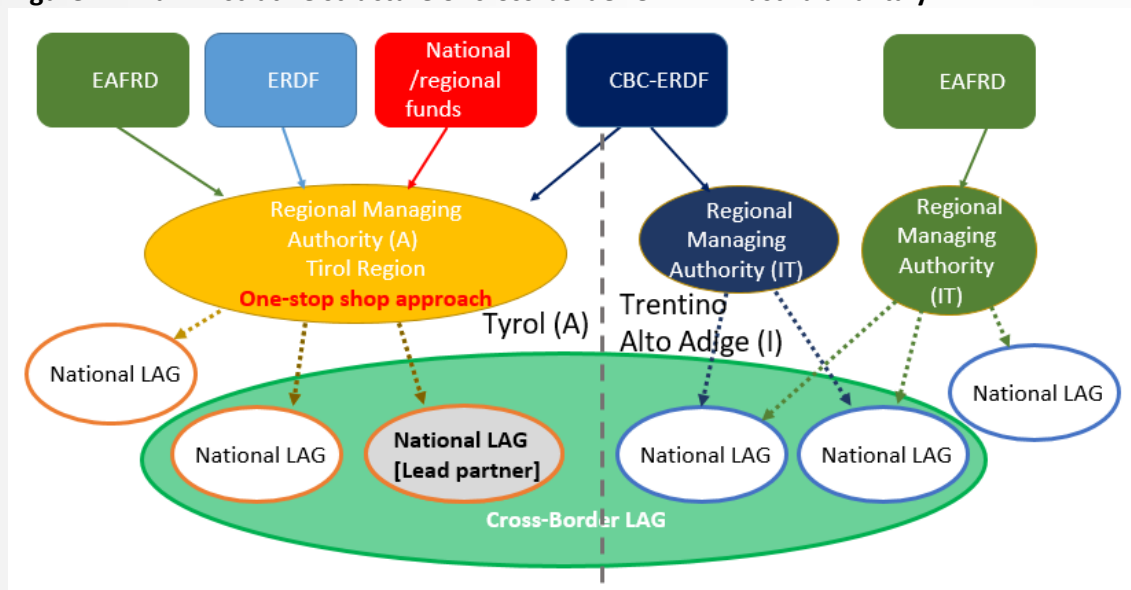 EAFRD
ERDF
National
/regional
funds
CBC-ERDF
EAFRD
Regional Managing
Authority (A)
Tirol Region
One-stop shop approach
Regional
Managing
Authority (IT)
Regional
Managing
Authority
(IT)
Tyrol (A)
Trentino
Alto Adige (I)
National LAG
National LAG
National LAG
[Lead partner]
National LAG
National LAG
National LAG
Cross-Border LAG